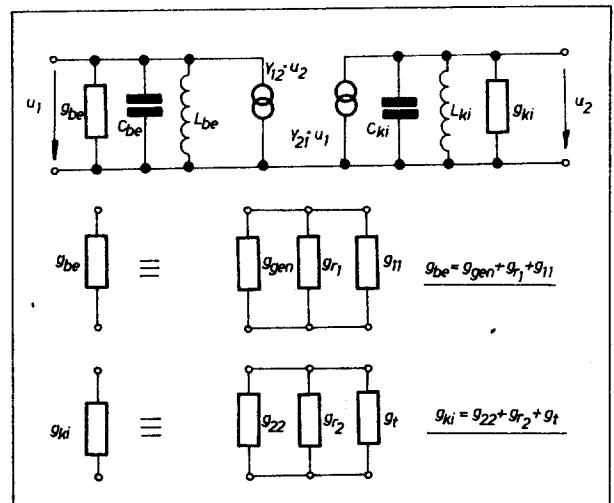 Y12·u2
u1
gbe
Cbe
Lbe
Y21·u1
Cki
Lki
gki
u2
gbe ≡ ggen gr1 g11 gbe = ggen + gr1 + g11
gki ≡ g22 gr2 gt gki = g22 + gr2 + gt